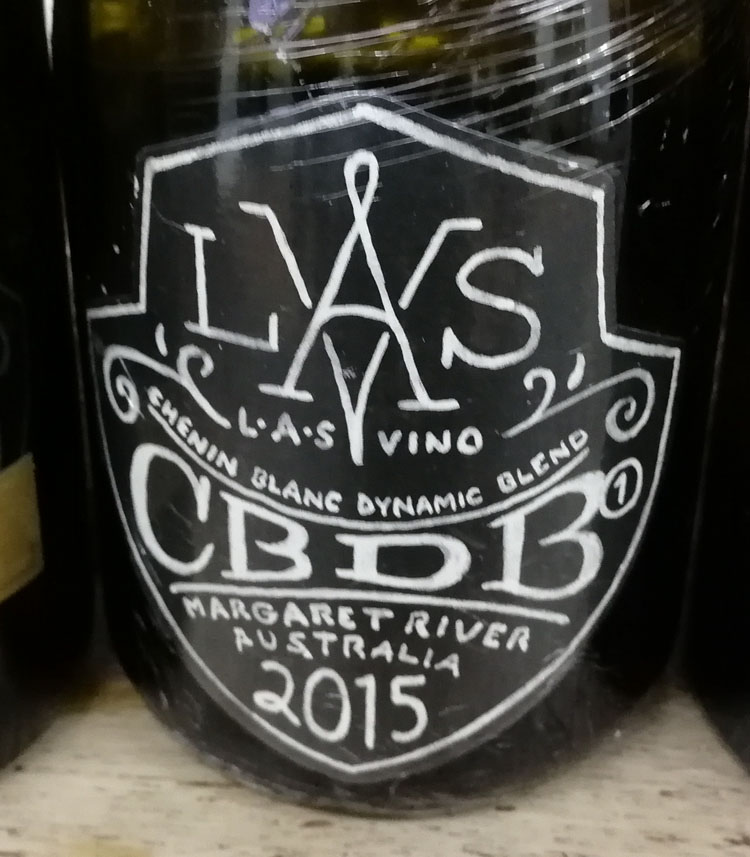 LAS
L·A·S VINO
CHENIN BLANC DYNAMIC BLEND
CBDB 1
MARGARET RIVER
AUSTRALIA
2015